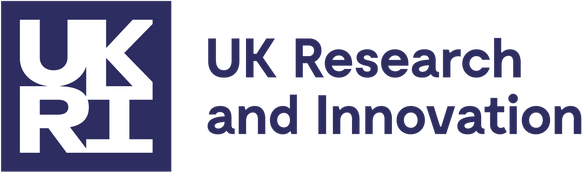 UK
RI
UK Research
and Innovation